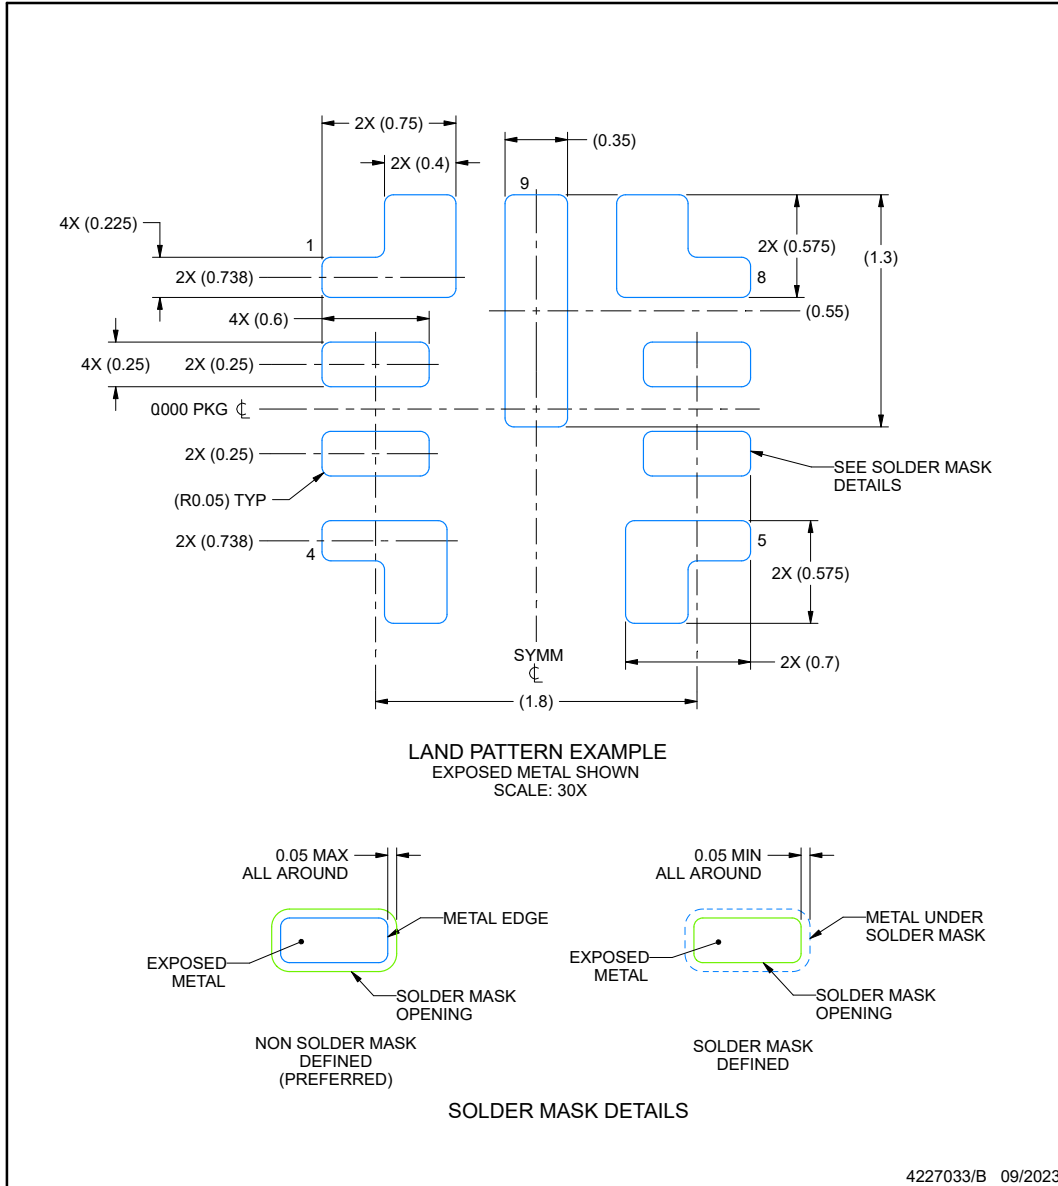 2X (0.75)
2X (0.4)
(0.35)
9
4X (0.225)
1
2X (0.575)
(1.3)
2X (0.738)
8
4X (0.6)
(0.55)
4X (0.25)
2X (0.25)
0.000 PKG ℄
2X (0.25)
SEE SOLDER MASK
DETAILS
(R0.05) TYP
2X (0.738)
4
5
2X (0.575)
SYMM
℄
2X (0.7)
(1.8)
LAND PATTERN EXAMPLE
EXPOSED METAL SHOWN
SCALE: 30X
0.05 MAX
ALL AROUND
METAL EDGE
EXPOSED
METAL
SOLDER MASK
OPENING
NON SOLDER MASK
DEFINED
(PREFERRED)
0.05 MIN
ALL AROUND
METAL UNDER
SOLDER MASK
EXPOSED
METAL
SOLDER MASK
OPENING
SOLDER MASK
DEFINED
SOLDER MASK DETAILS
4227033/B 09/2023